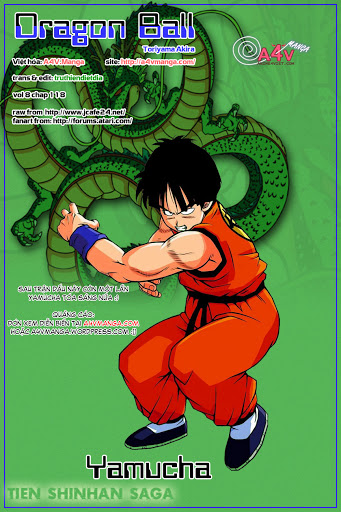 Dragon Ball
Toriyama Akira
A4V MANGA
Việt hóa: A4V:Manga site: http://a4vmanga.com/
trans & edit: truthiendietdia
vol 8 chap 118
raw from: http://www.jcafe24.net/
fanart from: http://forums.atari.com/
SAU TRẬN ĐẤU NÀY CÒN MỘT LẦN
YAMUCHA TỎA SÁNG NỮA :)
QUẢNG CÁO:
ĐÓN XEM DIỄN BIẾN TẠI A4VMANGA.COM
HOẶC A4VMANGA.WORDPRESS.COM :))
Yamucha
TIEN SHINHAN SAGA